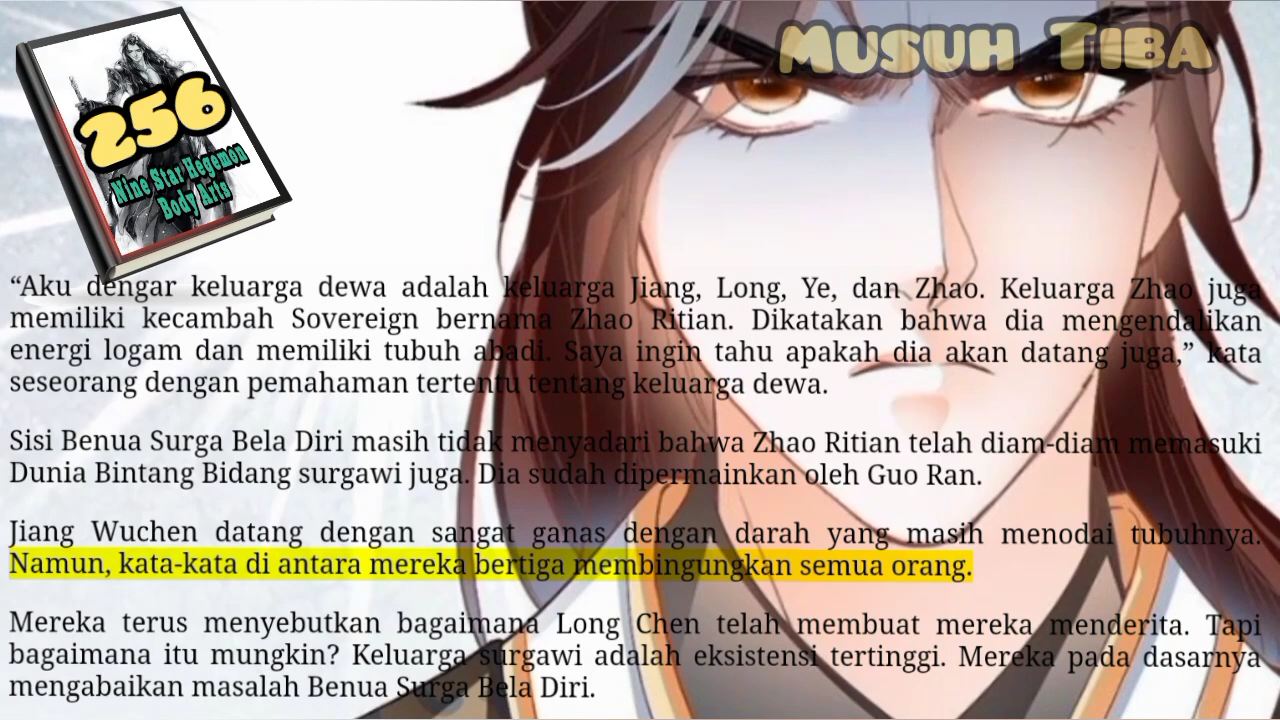 Musuh Tiba
256
Nine Star Hegemon
Body Arts
“Aku dengar keluarga dewa adalah keluarga Jiang, Long, Ye, dan Zhao. Keluarga Zhao juga
memiliki kecambah Sovereign bernama Zhao Ritian. Dikatakan bahwa dia mengendalikan
energi logam dan memiliki tubuh abadi. Saya ingin tahu apakah dia akan datang juga,” kata
seseorang dengan pemahaman tertentu tentang keluarga dewa.
Sisi Benua Surga Bela Diri masih tidak menyadari bahwa Zhao Ritian telah diam-diam memasuki
Dunia Bintang Bidang surgawi juga. Dia sudah dipermainkan oleh Guo Ran.
Jiang Wuchen datang dengan sangat ganas dengan darah yang masih menodai tubuhnya.
Namun, kata-kata di antara mereka bertiga membingungkan semua orang.
Mereka terus menyebutkan bagaimana Long Chen telah membuat mereka menderita. Tapi
bagaimana itu mungkin? Keluarga surgawi adalah eksistensi tertinggi. Mereka pada dasarnya
mengabaikan masalah Benua Surga Bela Diri.